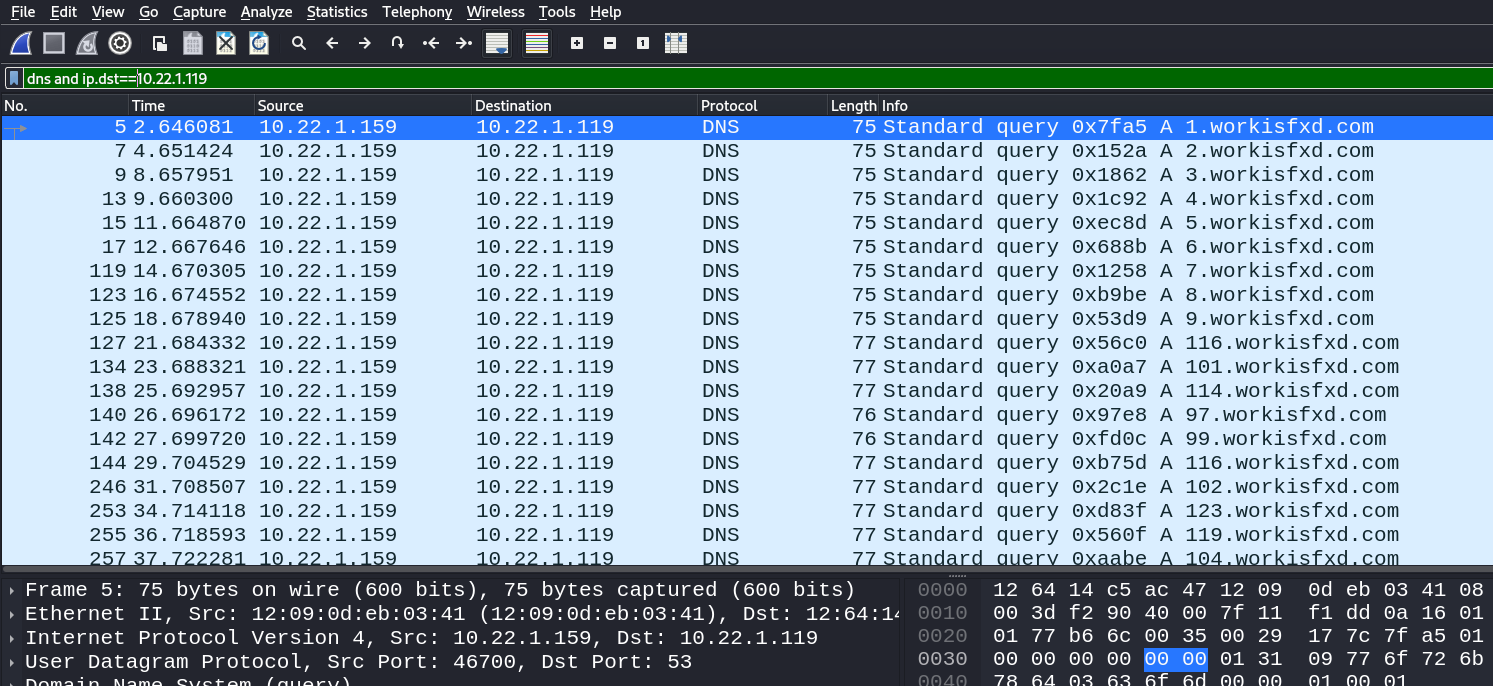 File Edit View Go Capture Analyze Statistics Telephony Wireless Tools Help
dns and ip.dst==10.22.1.119
No. Time Source Destination Protocol Length Info
5 2.646081 10.22.1.159 10.22.1.119 DNS 75 Standard query 0x7fa5 A 1.workisfxd.com
7 4.651424 10.22.1.159 10.22.1.119 DNS 75 Standard query 0x152a A 2.workisfxd.com
9 8.657951 10.22.1.159 10.22.1.119 DNS 75 Standard query 0x1862 A 3.workisfxd.com
13 9.660300 10.22.1.159 10.22.1.119 DNS 75 Standard query 0x1c92 A 4.workisfxd.com
15 11.664870 10.22.1.159 10.22.1.119 DNS 75 Standard query 0xec8d A 5.workisfxd.com
17 12.667646 10.22.1.159 10.22.1.119 DNS 75 Standard query 0x688b A 6.workisfxd.com
119 14.670305 10.22.1.159 10.22.1.119 DNS 75 Standard query 0x1258 A 7.workisfxd.com
123 16.674552 10.22.1.159 10.22.1.119 DNS 75 Standard query 0xb9be A 8.workisfxd.com
125 18.678940 10.22.1.159 10.22.1.119 DNS 75 Standard query 0x53d9 A 9.workisfxd.com
127 21.684332 10.22.1.159 10.22.1.119 DNS 77 Standard query 0x56c0 A 116.workisfxd.com
134 23.688321 10.22.1.159 10.22.1.119 DNS 77 Standard query 0xa0a7 A 101.workisfxd.com
138 25.692957 10.22.1.159 10.22.1.119 DNS 77 Standard query 0x20a9 A 114.workisfxd.com
140 26.696172 10.22.1.159 10.22.1.119 DNS 76 Standard query 0x97e8 A 97.workisfxd.com
142 27.699720 10.22.1.159 10.22.1.119 DNS 76 Standard query 0xfd0c A 99.workisfxd.com
144 29.704529 10.22.1.159 10.22.1.119 DNS 77 Standard query 0xb75d A 116.workisfxd.com
246 31.708507 10.22.1.159 10.22.1.119 DNS 77 Standard query 0x2c1e A 102.workisfxd.com
253 34.714118 10.22.1.159 10.22.1.119 DNS 77 Standard query 0xd83f A 123.workisfxd.com
255 36.718593 10.22.1.159 10.22.1.119 DNS 77 Standard query 0x560f A 119.workisfxd.com
257 37.722281 10.22.1.159 10.22.1.119 DNS 77 Standard query 0xaabe A 104.workisfxd.com
Frame 5: 75 bytes on wire (600 bits), 75 bytes captured (600 bits)
Ethernet II, Src: 12:09:0d:eb:03:41 (12:09:0d:eb:03:41), Dst: 12:64:14
Internet Protocol Version 4, Src: 10.22.1.159, Dst: 10.22.1.119
User Datagram Protocol, Src Port: 46700, Dst Port: 53
Domain Name System (query)
0000 12 64 14 c5 ac 47 12 09 0d eb 03 41 08
0010 00 3d f2 90 40 00 7f 11 f1 dd 0a 16 01
0020 01 77 b6 6c 00 35 00 29 17 7c 7f a5 01
0030 00 00 00 00 00 00 01 31 09 77 6f 72 6b
0040 78 64 03 63 6f 6d 00 00 01 00 01